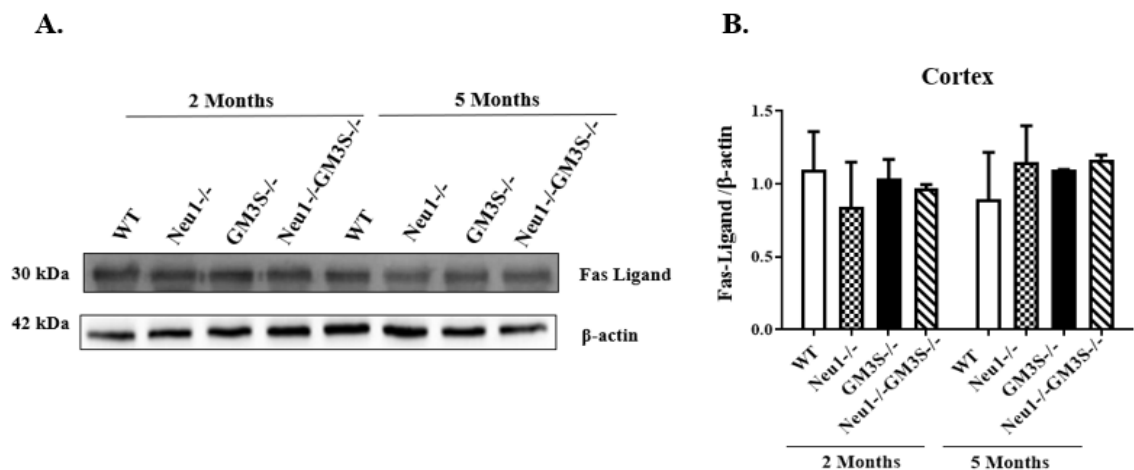 A.
2 Months 5 Months
WT Neu1-/- GM3S-/- Neu1-/-GM3S-/- WT Neu1-/- GM3S-/- Neu1-/-GM3S-/-
30 kDa Fas Ligand
42 kDa β-actin
B.
Cortex
Fas-Ligand /β-actin
1.5
1.0
0.5
0.0
WT Neu1-/- GM3S-/- Neu1-/-GM3S-/- WT Neu1-/- GM3S-/- Neu1-/-GM3S-/-
2 Months 5 Months